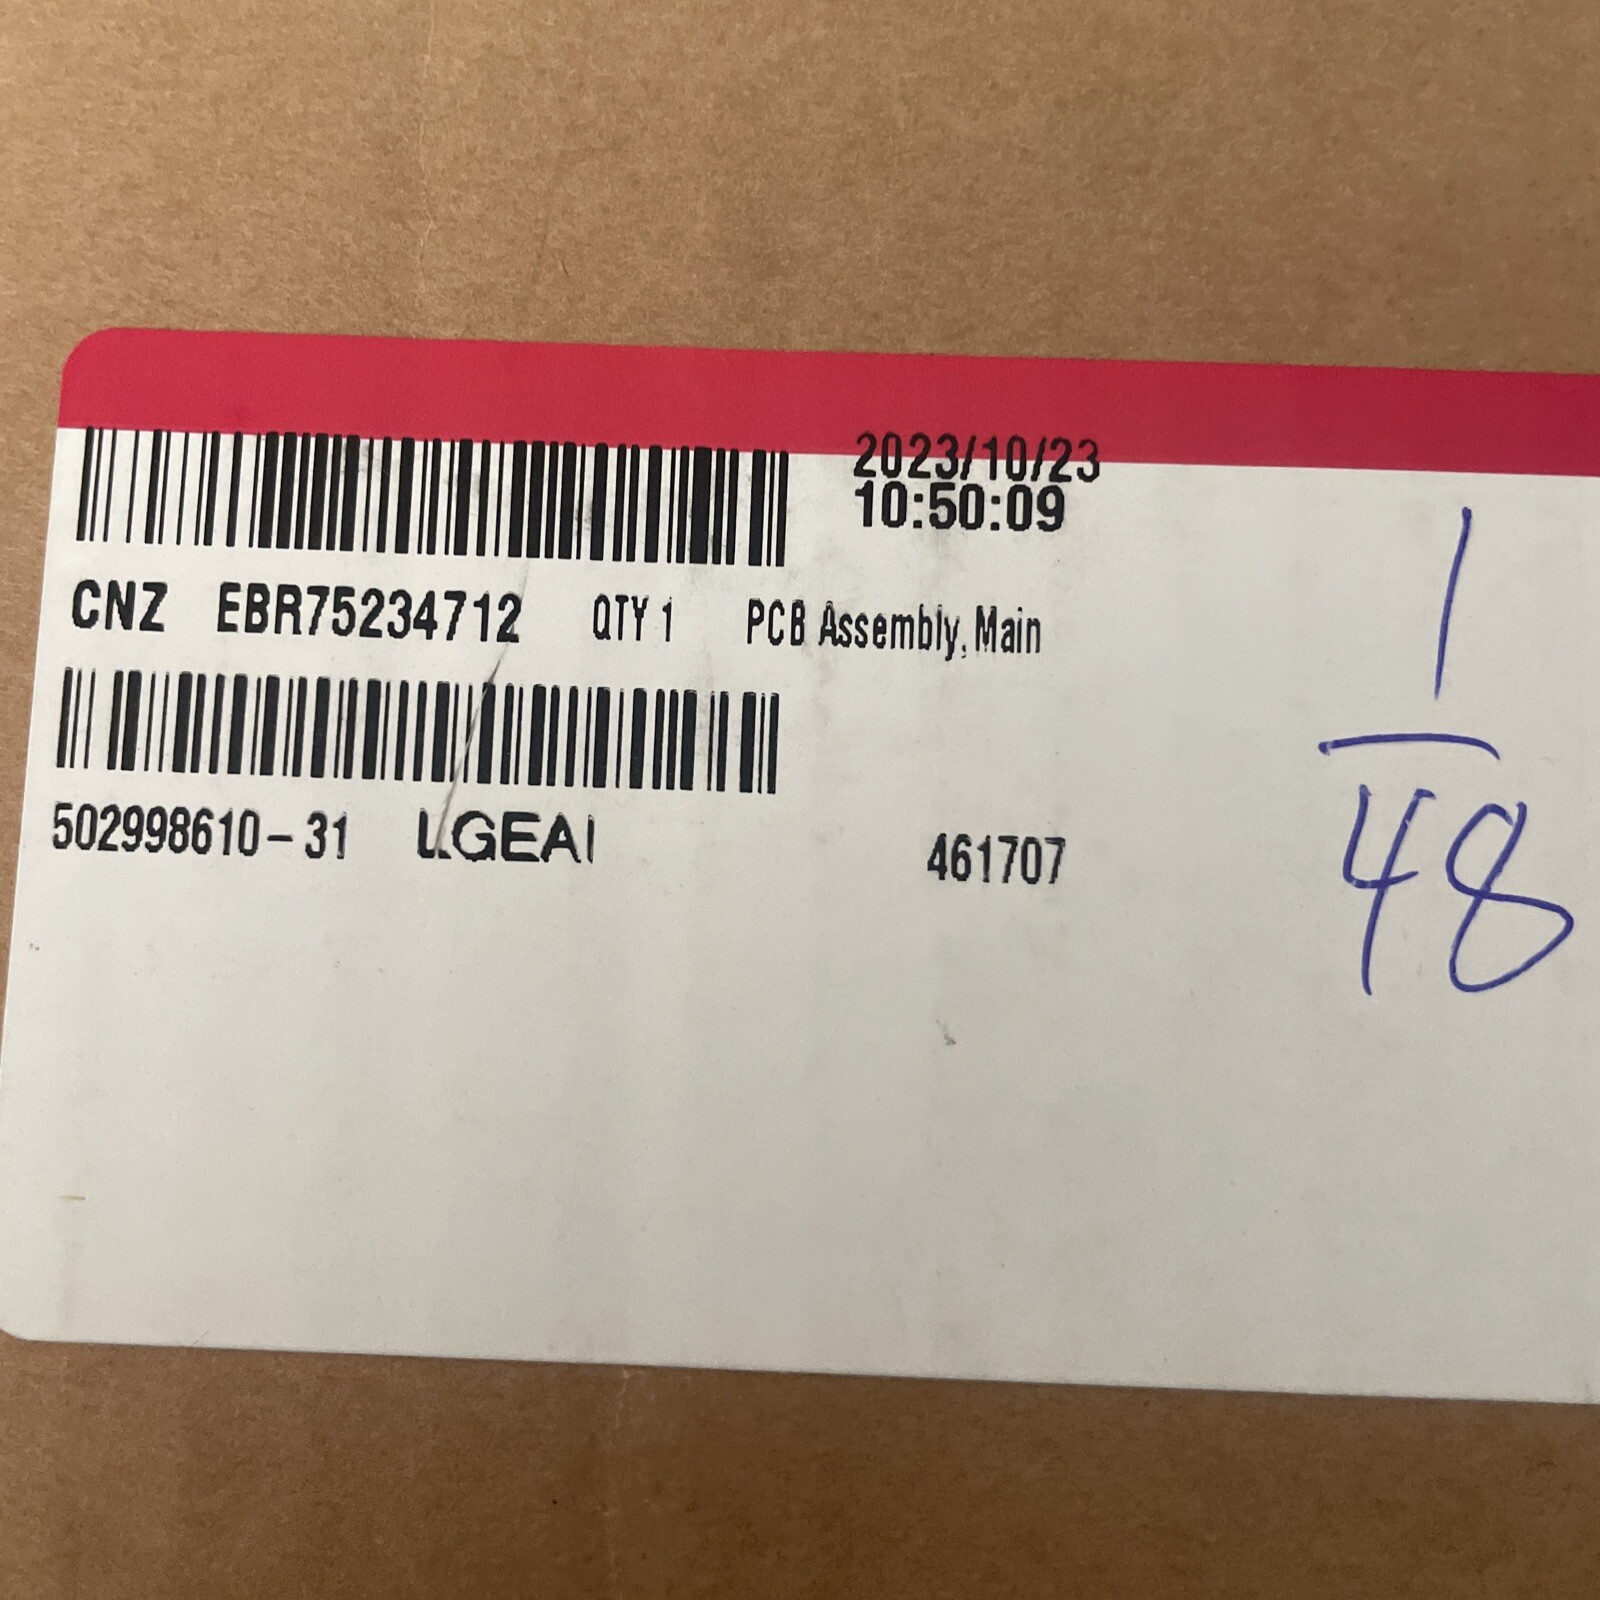 2023/10/23
10:50:09
CNZ EBR75234712 QTY 1 PCB Assembly, Main
502998610-31 LGEAI 461707
1
48